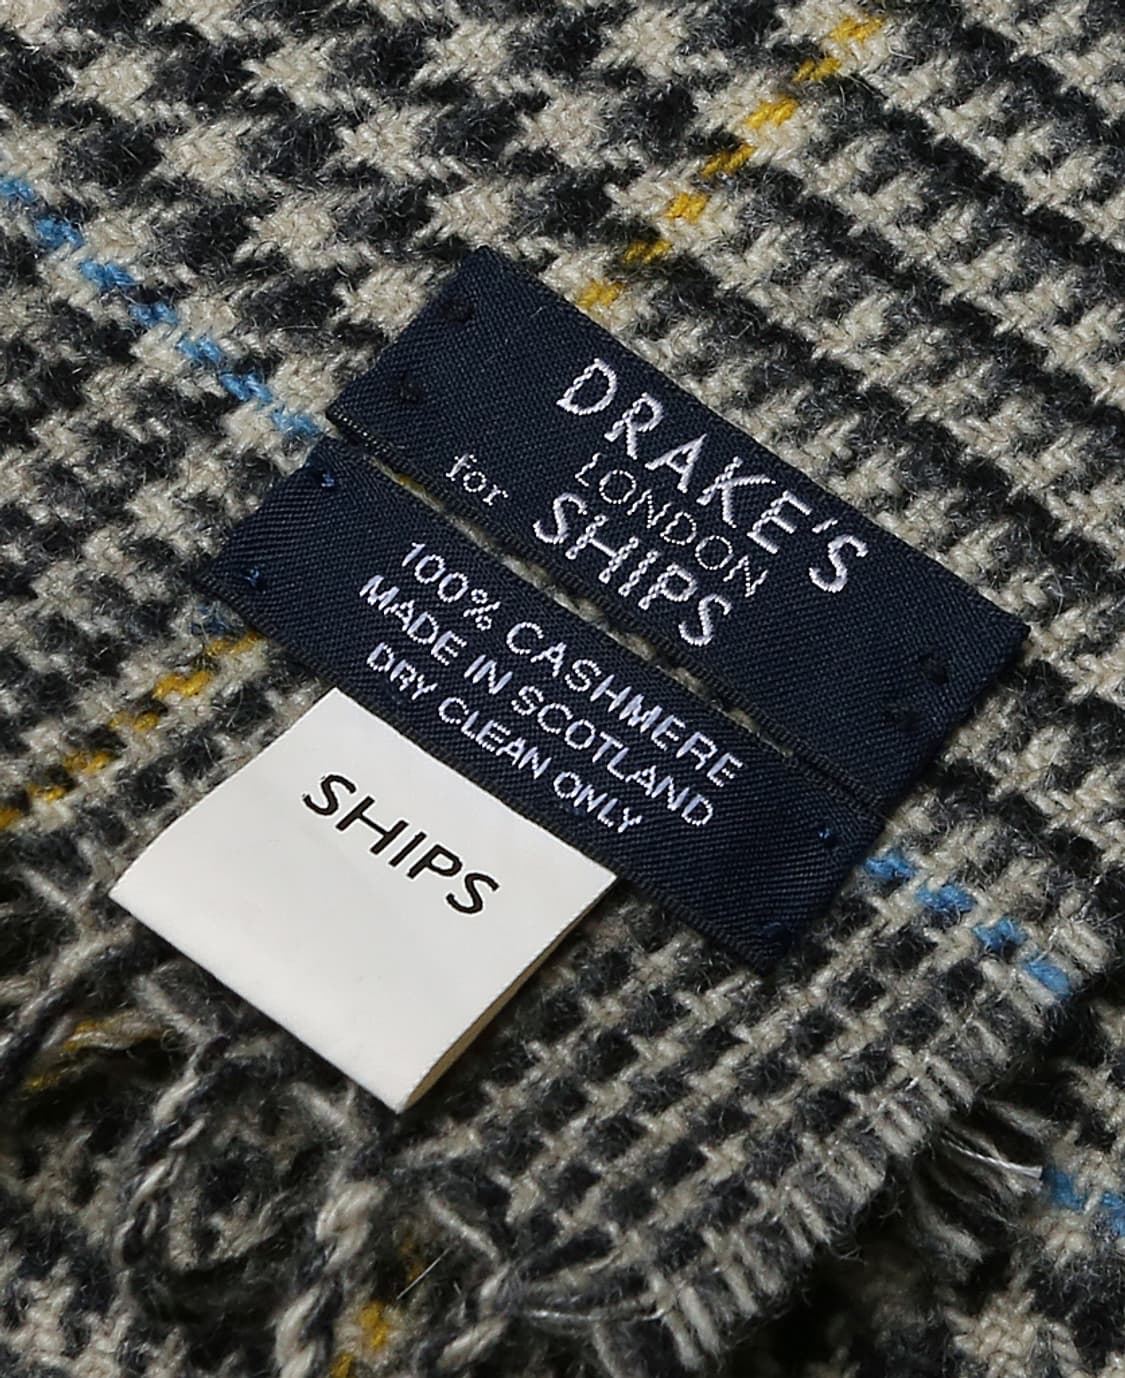 DRAKE'S
LONDON
for SHIPS
100% CASHMERE
MADE IN SCOTLAND
DRY CLEAN ONLY
SHIPS